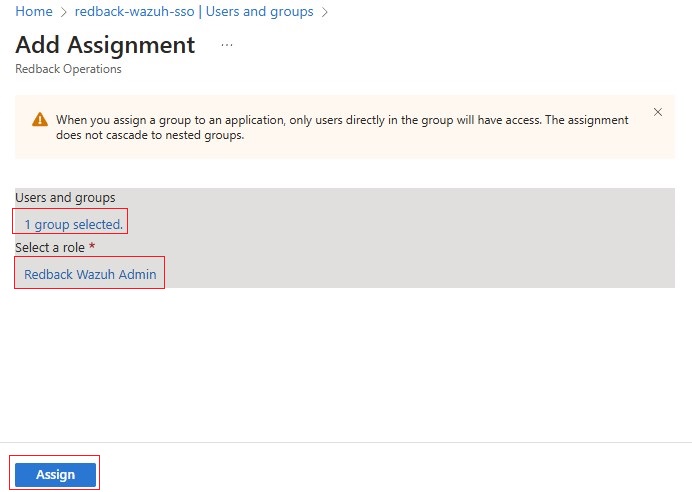 Home > redback-wazuh-sso | Users and groups >
Add Assignment ...
Redback Operations
When you assign a group to an application, only users directly in the group will have access. The assignment
does not cascade to nested groups.
Users and groups
1 group selected.
Select a role *
Redback Wazuh Admin
Assign